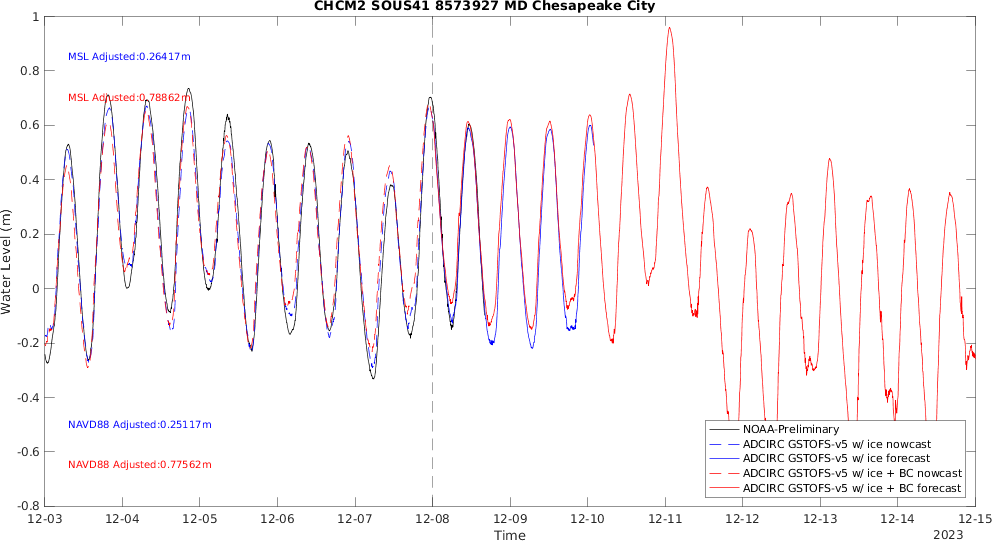 CHCM2 SOUS41 8573927 MD Chesapeake City
1
0.8
0.6
0.4
0.2
0
-0.2
-0.4
-0.6
-0.8
Water Level (m)
MSL Adjusted:0.26417m
MSL Adjusted:0.78862m
NAVD88 Adjusted:0.25117m
NAVD88 Adjusted:0.77562m
NOAA-Preliminary
ADCIRC GSTOFS-v5 w/ ice nowcast
ADCIRC GSTOFS-v5 w/ ice forecast
ADCIRC GSTOFS-v5 w/ ice + BC nowcast
ADCIRC GSTOFS-v5 w/ ice + BC forecast
12-03 12-04 12-05 12-06 12-07 12-08 12-09 12-10 12-11 12-12 12-13 12-14 12-15
Time
2023